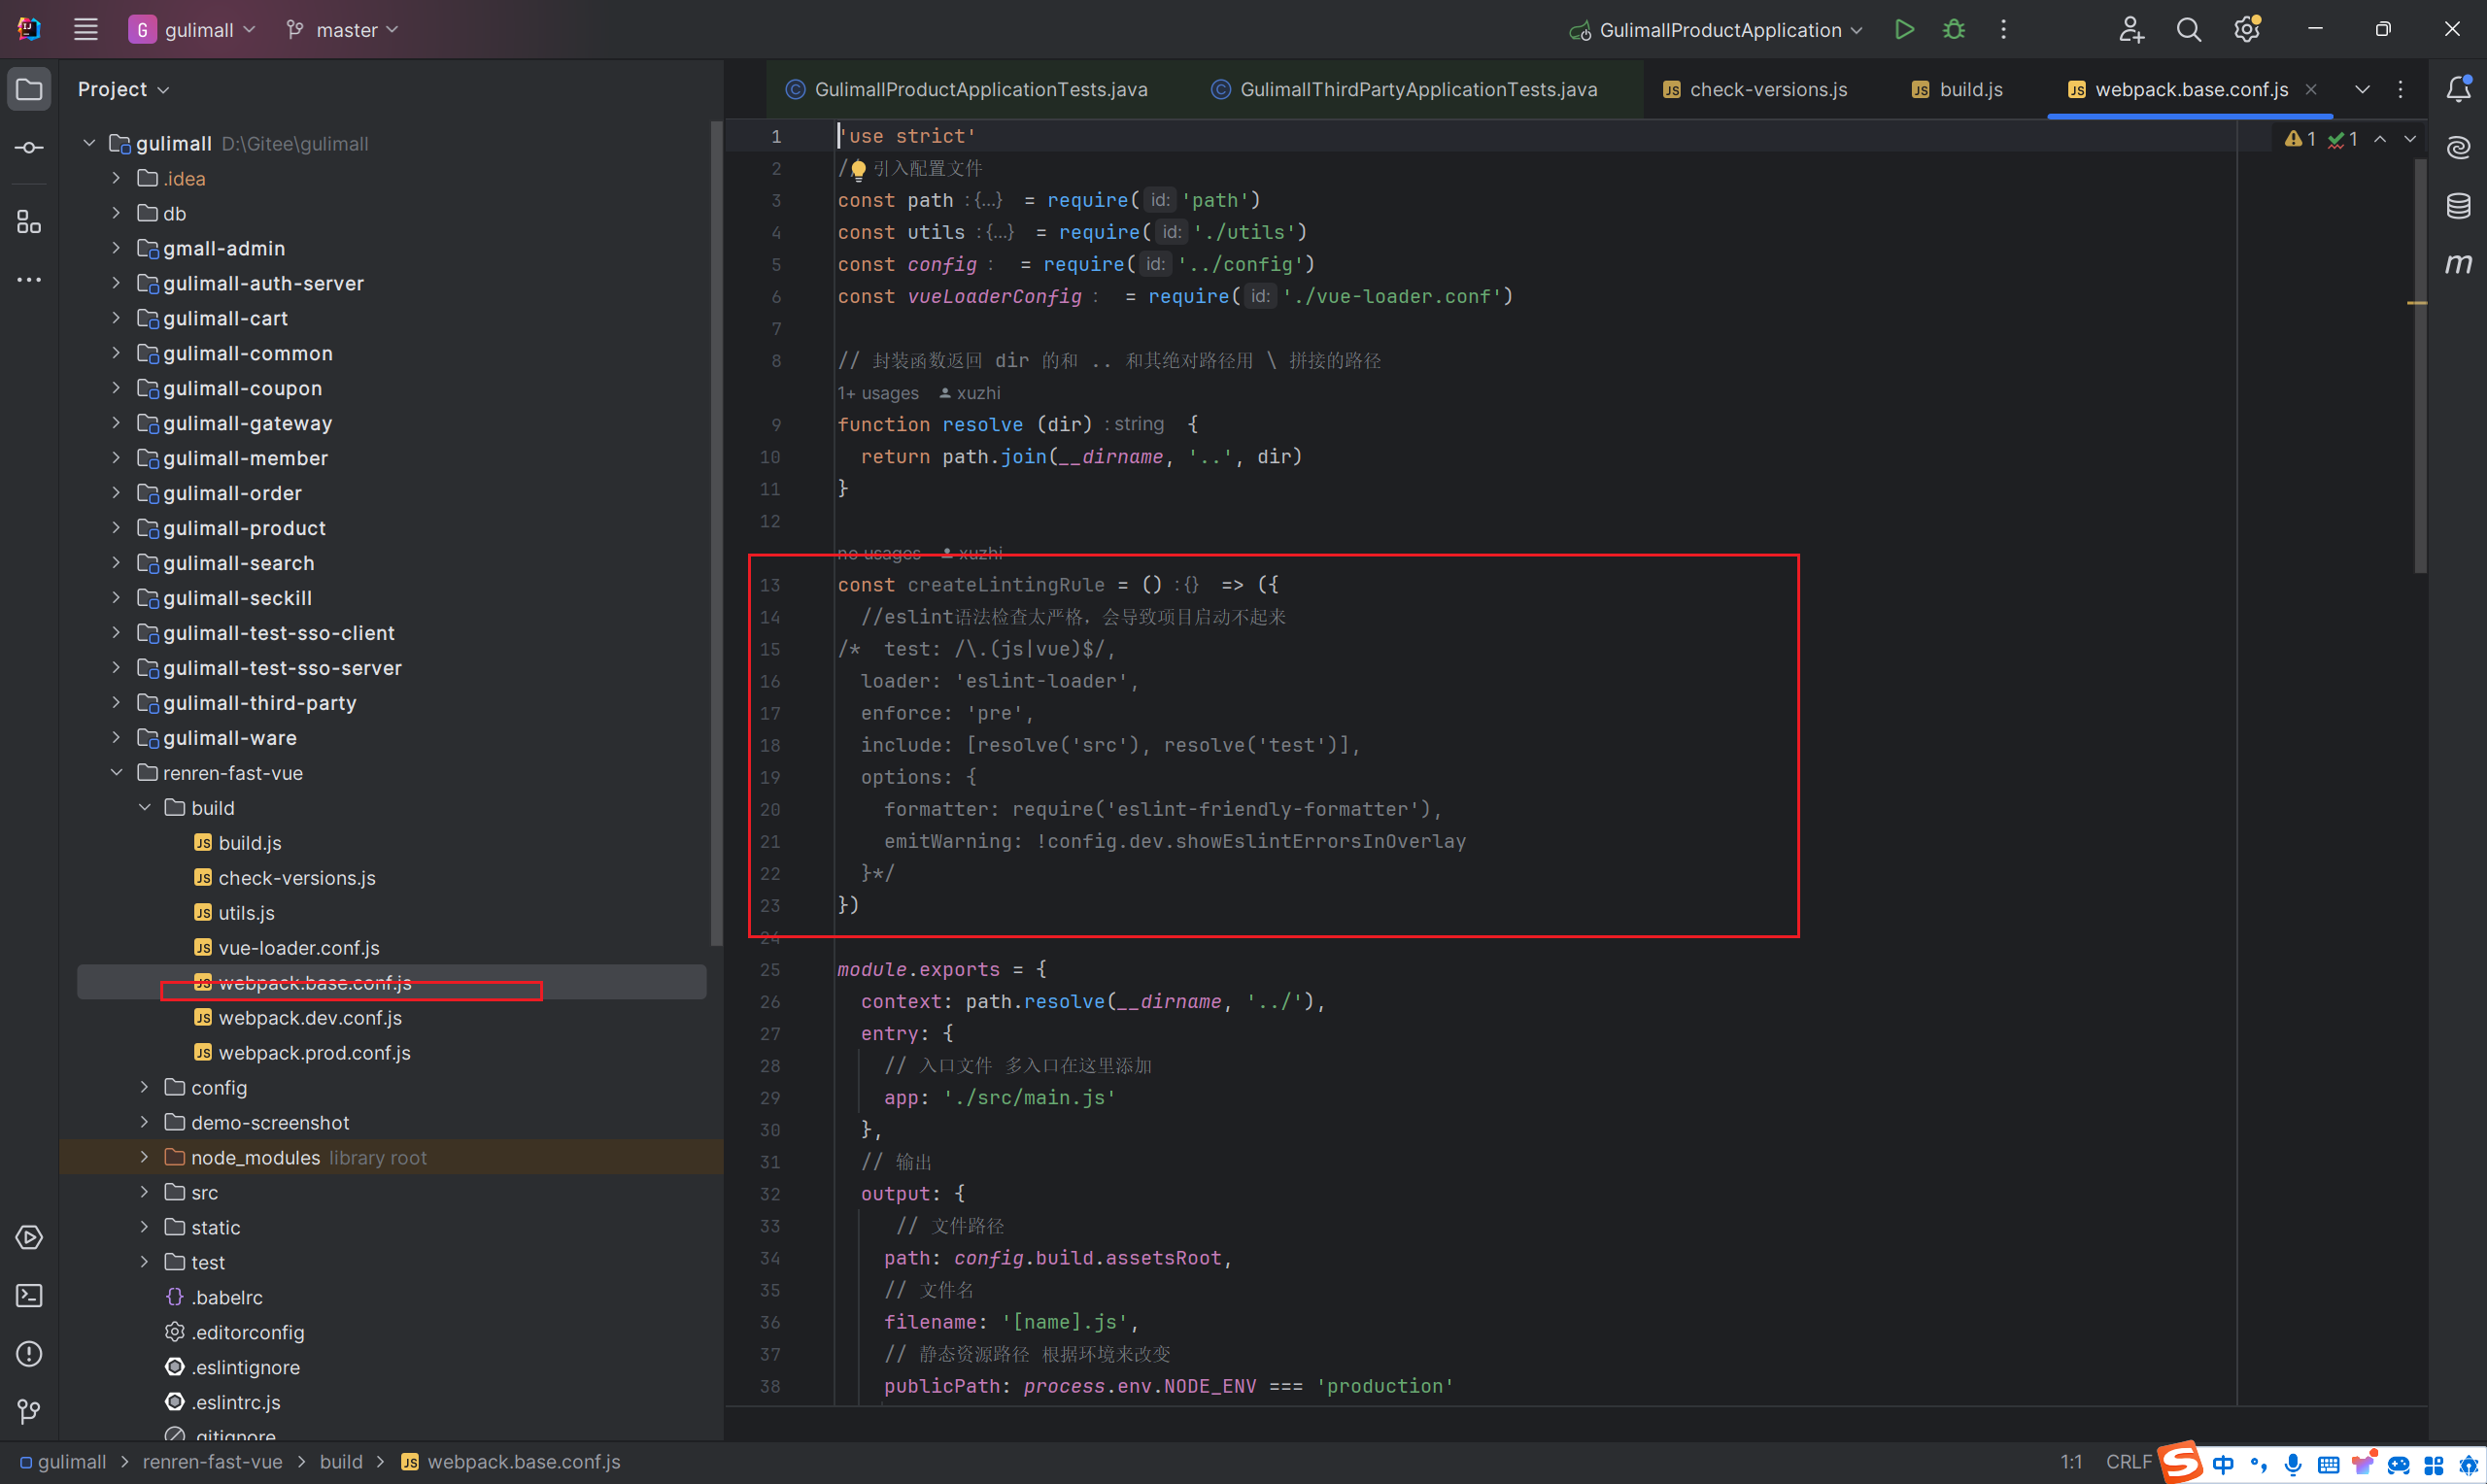 G gulimall master GulimallProductApplication
Project
GulimallProductApplicationTests.java GulimallThirdPartyApplicationTests.java check-versions.js build.js webpack.base.conf.js
gulimall D:\Gitee\gulimall
.idea
db
gmall-admin
gulimall-auth-server
gulimall-cart
gulimall-common
gulimall-coupon
gulimall-gateway
gulimall-member
gulimall-order
gulimall-product
gulimall-search
gulimall-seckill
gulimall-test-sso-client
gulimall-test-sso-server
gulimall-third-party
gulimall-ware
renren-fast-vue
build
build.js
check-versions.js
utils.js
vue-loader.conf.js
webpack.base.conf.js
webpack.dev.conf.js
webpack.prod.conf.js
config
demo-screenshot
node_modules library root
src
static
test
.babelrc
.editorconfig
.eslintignore
.eslintrc.js
.gitignore
1 'use strict'
1 1
2 / 引入配置文件
3 const path : {...} = require( id: 'path')
4 const utils : {...} = require( id: './utils')
5 const config : = require( id: '../config')
6 const vueLoaderConfig : = require( id: './vue-loader.conf')
7
8 // 封装函数返回 dir 的和 .. 和其绝对路径用 \ 拼接的路径
1+ usages xuzhi
9 function resolve (dir) : string {
10 return path.join(__dirname, '..', dir)
11 }
12
no usages xuzhi
13 const createLintingRule = () : {} => ({
14 //eslint语法检查太严格，会导致项目启动不起来
15 /* test: /\.(js|vue)$/,
16 loader: 'eslint-loader',
17 enforce: 'pre',
18 include: [resolve('src'), resolve('test')],
19 options: {
20 formatter: require('eslint-friendly-formatter'),
21 emitWarning: !config.dev.showEslintErrorsInOverlay
22 }*/
23 })
24
25 module.exports = {
26 context: path.resolve(__dirname, '../'),
27 entry: {
28 // 入口文件 多入口在这里添加
29 app: './src/main.js'
30 },
31 // 输出
32 output: {
33 // 文件路径
34 path: config.build.assetsRoot,
35 // 文件名
36 filename: '[name].js',
37 // 静态资源路径 根据环境来改变
38 publicPath: process.env.NODE_ENV === 'production'
gulimall > renren-fast-vue > build > JS webpack.base.conf.js
1:1 CRLF 中